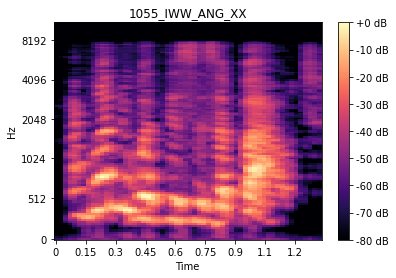 1055_IWW_ANG_XX
+0 dB
8192
-10 dB
4096
-20 dB
-30 dB
2048
Hz
-40 dB
1024
-50 dB
512
-60 dB
-70 dB
0
-80 dB
0 0.15 0.3 0.45 0.6 0.75 0.9 1.1 1.2
Time